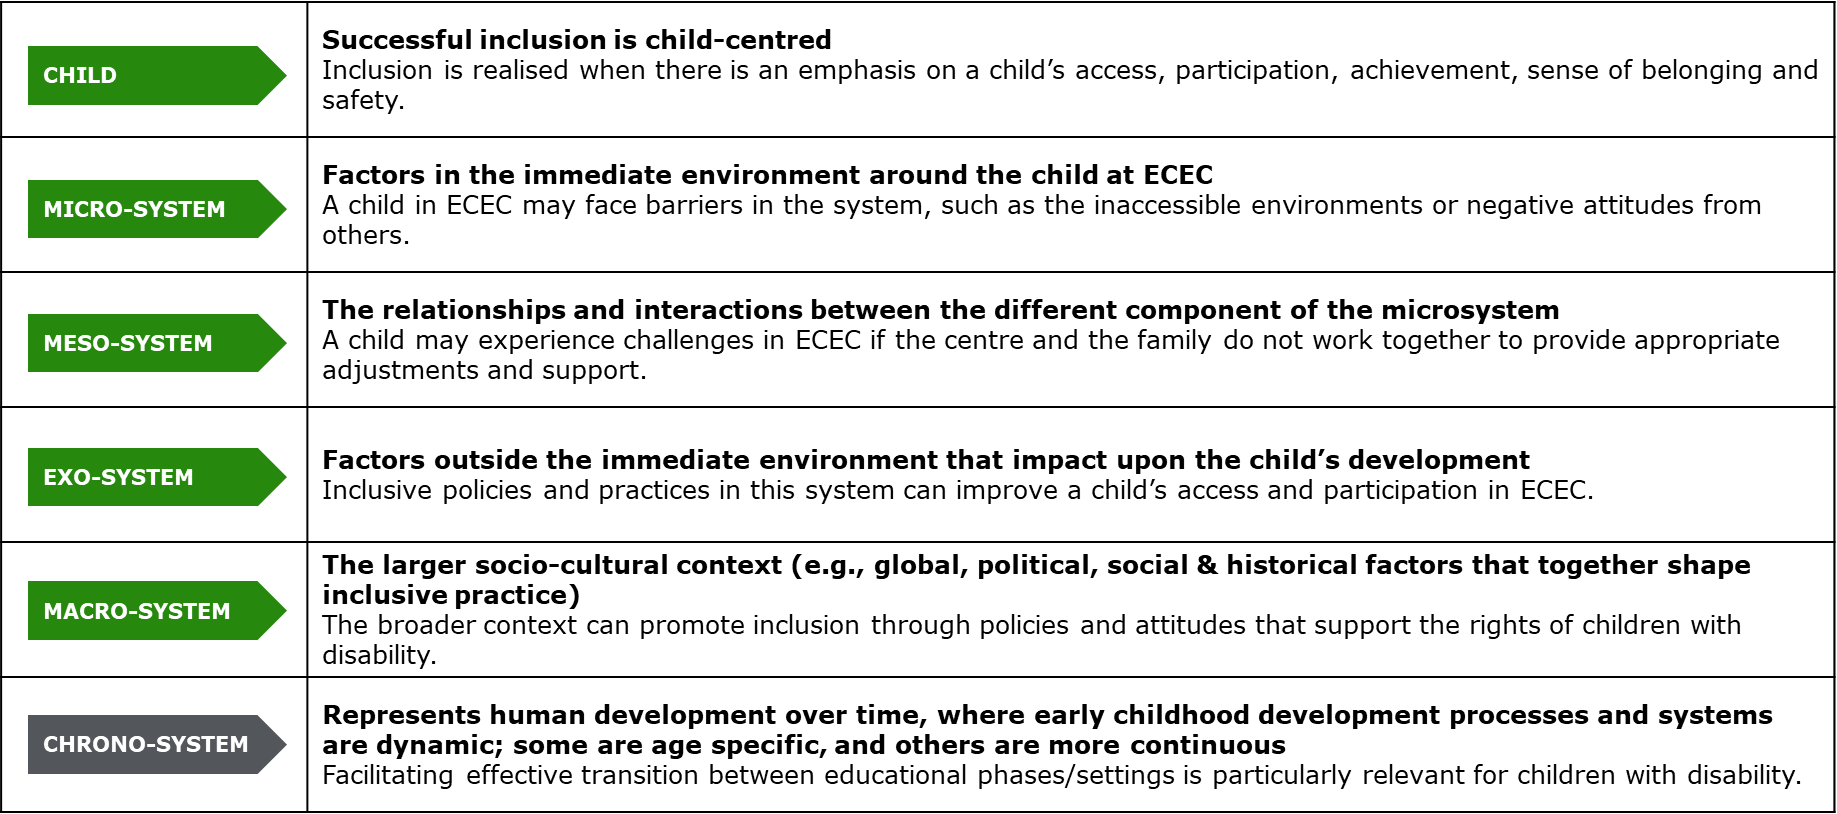 CHILD
Successful inclusion is child-centred
Inclusion is realised when there is an emphasis on a child’s access, participation, achievement, sense of belonging and
safety.
MICRO-SYSTEM
Factors in the immediate environment around the child at ECEC
A child in ECEC may face barriers in the system, such as the inaccessible environments or negative attitudes from
others.
MESO-SYSTEM
The relationships and interactions between the different component of the microsystem
A child may experience challenges in ECEC if the centre and the family do not work together to provide appropriate
adjustments and support.
EXO-SYSTEM
Factors outside the immediate environment that impact upon the child’s development
Inclusive policies and practices in this system can improve a child’s access and participation in ECEC.
MACRO-SYSTEM
The larger socio-cultural context (e.g., global, political, social & historical factors that together shape
inclusive practice)
The broader context can promote inclusion through policies and attitudes that support the rights of children with
disability.
CHRONO-SYSTEM
Represents human development over time, where early childhood development processes and systems
are dynamic; some are age specific, and others are more continuous
Facilitating effective transition between educational phases/settings is particularly relevant for children with disability.